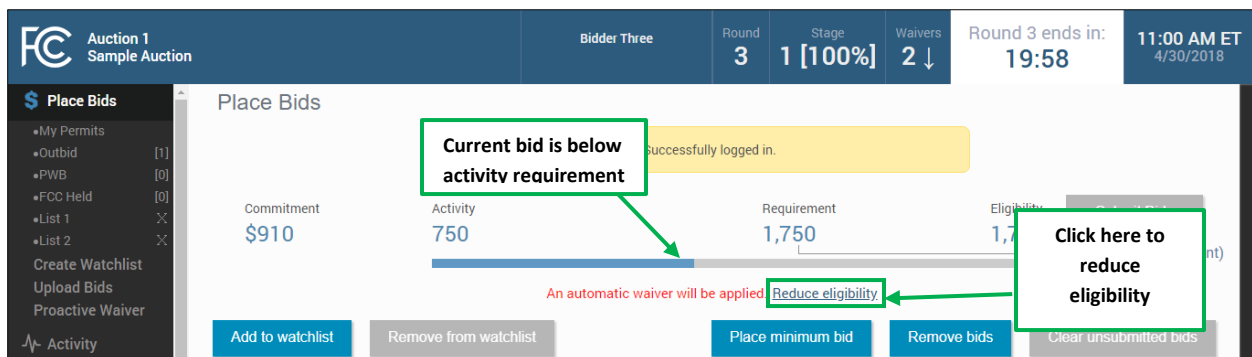 FCC
Auction 1
Sample Auction
Bidder Three
Round
3
Stage
1 [100%]
Waivers
2 ↓
Round 3 ends in:
19:58
11:00 AM ET
4/30/2018
$ Place Bids
•My Permits
•Outbid [1]
•PWB [0]
•FCC Held [0]
•List 1 X
•List 2 X
Create Watchlist
Upload Bids
Proactive Waiver
Activity
Place Bids
Successfully logged in.
Current bid is below
activity requirement
Commitment
$910
Activity
750
Requirement
1,750
Eligibility
1,7
nt)
Click here to
reduce
eligibility
An automatic waiver will be applied. Reduce eligibility
Add to watchlist
Remove from watchlist
Place minimum bid
Remove bids
Clear unsubmitted bids